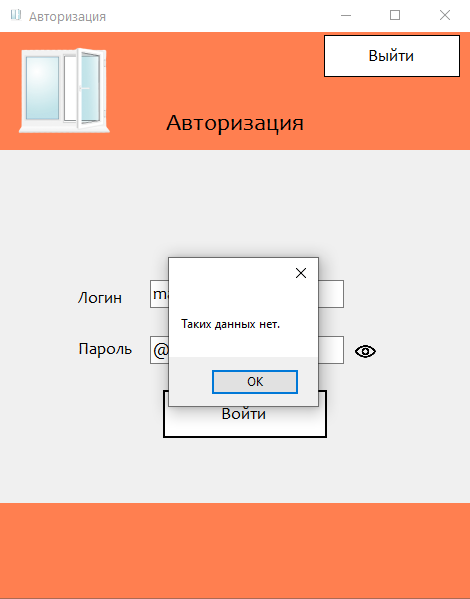 Авторизация
Выйти
Авторизация
Логин
Таких данных нет.
Пароль
@
OK
Войти